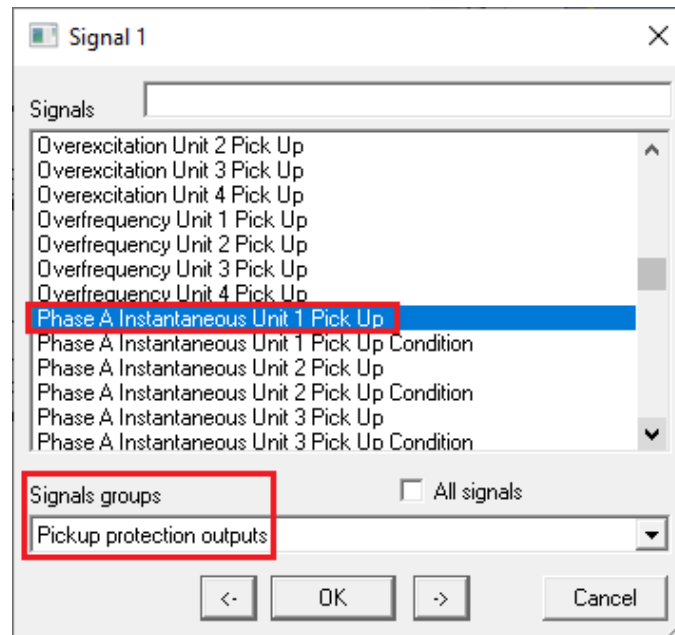 Signal 1
Signals
Overexcitation Unit 2 Pick Up
Overexcitation Unit 3 Pick Up
Overexcitation Unit 4 Pick Up
Overfrequency Unit 1 Pick Up
Overfrequency Unit 2 Pick Up
Overfrequency Unit 3 Pick Up
Overfrequency Unit 4 Pick Up
Phase A Instantaneous Unit 1 Pick Up
Phase A Instantaneous Unit 1 Pick Up Condition
Phase A Instantaneous Unit 2 Pick Up
Phase A Instantaneous Unit 2 Pick Up Condition
Phase A Instantaneous Unit 3 Pick Up
Phase A Instantaneous Unit 3 Pick Up Condition
Signals groups
All signals
Pickup protection outputs
<- OK -> Cancel